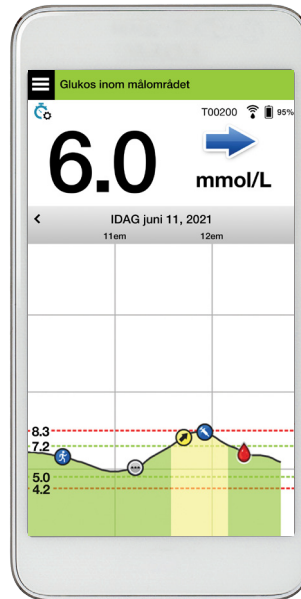 Glukos inom målområdet
T00200 95%
6.0
mmol/L
IDAG juni 11, 2021
11em 12em
8.3
7.2
5.0
4.2